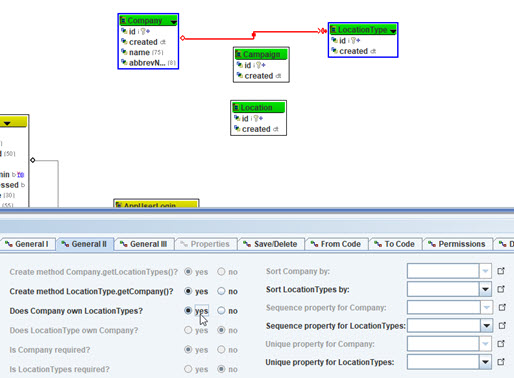 Company
id
created dt
name (75)
abbrevN... (8)
LocationType
id
created dt
Campaign
id
created dt
Location
id
created dt
(50)
min b
essed b
(30)
(55)
AppUserLogin
General I
General II
General III
Properties
Save/Delete
From Code
To Code
Permissions
D
Create method Company.getLocationTypes()? yes no
Create method LocationType.getCompany()? yes no
Does Company own LocationTypes? yes no
Does LocationType own Company? yes no
Is Company required? yes no
Is LocationTypes required? yes no
Sort Company by:
Sort LocationTypes by:
Sequence property for Company:
Sequence property for LocationTypes:
Unique property for Company:
Unique property for LocationTypes: